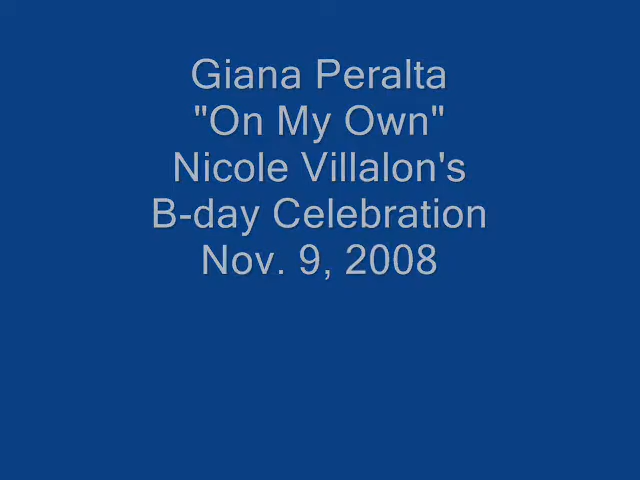 Giana Peralta
"On My Own"
Nicole Villalon's
B-day Celebration
Nov. 9, 2008